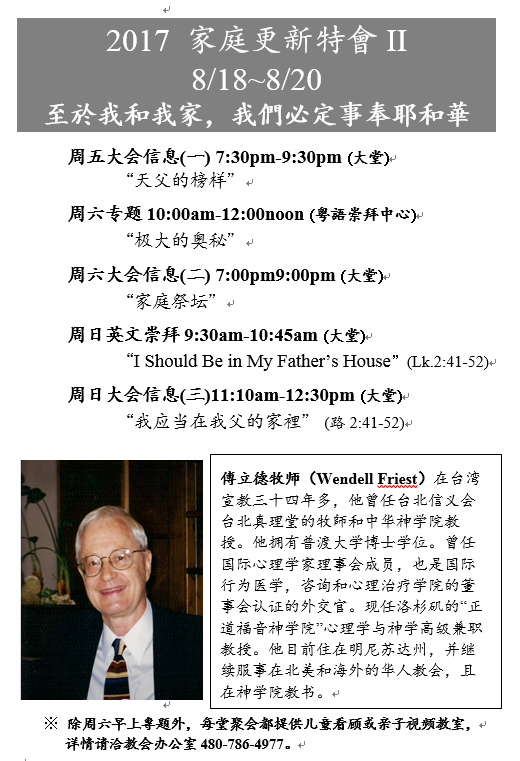 2017 家庭更新特會 II
8/18~8/20
至於我和我家，我們必定事奉耶和華
周五大会信息(一) 7:30pm-9:30pm (大堂)
“天父的榜样”
周六专题 10:00am-12:00noon (粵語崇拜中心)
“极大的奥秘”
周六大会信息(二) 7:00pm9:00pm (大堂)
“家庭祭坛”
周日英文崇拜 9:30am-10:45am (大堂)
“I Should Be in My Father’s House” (Lk.2:41-52)
周日大会信息(三)11:10am-12:30pm (大堂)
“我应当在我父的家裡” (路 2:41-52)
傅立德牧师（Wendell Friest）在台湾
宣教三十四年多，他曾任台北信义会
台北真理堂的牧师和中华神学院教
授。他拥有普渡大学博士学位。曾任
国际心理学家理事会成员，也是国际
行为医学，咨询和心理治疗学院的董
事会认证的外交官。现任洛杉矶的“正
道福音神学院”心理学与神学高级兼职
教授。他目前住在明尼苏达州，并继
续服事在北美和海外的华人教会，且
在神学院教书。
※ 除周六早上专题外，每堂聚会都提供儿童看顾或亲子视频教室，
详情请洽教会办公室 480-786-4977。